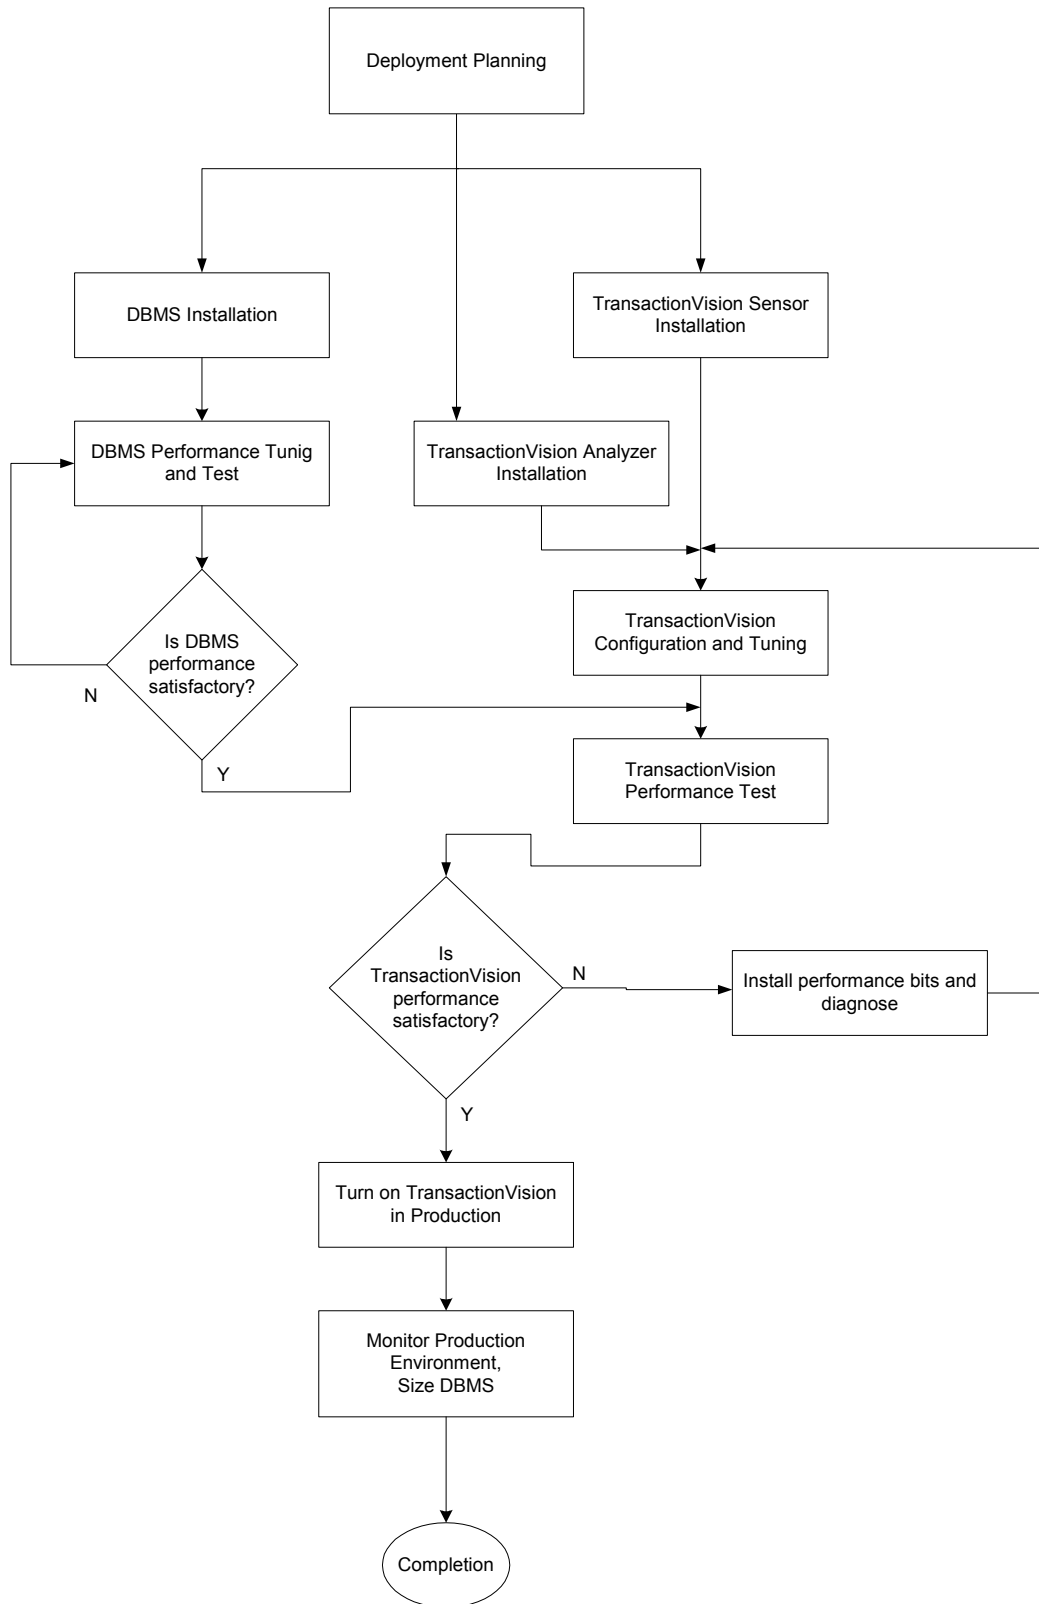 Deployment Planning
DBMS Installation
TransactionVision Sensor
Installation
DBMS Performance Tunig
and Test
TransactionVision Analyzer
Installation
Is DBMS
performance
satisfactory?
N
Y
TransactionVision
Configuration and Tuning
TransactionVision
Performance Test
Is
TransactionVision
performance
satisfactory?
N
Install performance bits and
diagnose
Y
Turn on TransactionVision
in Production
Monitor Production
Environment,
Size DBMS
Completion